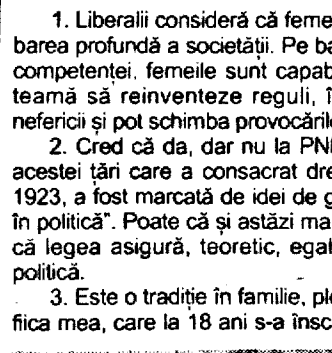 1. Liberalii consideră că feme
barea profundă a societății. Pe ba
competenței, femeile sunt capab
teamă să reinventeze reguli, î
nefericii și pot schimba provocăril
2. Cred că da, dar nu la PNI
acestei țări care a consacrat dre
1923, a fost marcată de idei de g
în politică". Poate că și astăzi ma
că legea asigură, teoretic, egal
politică.
3. Este o tradiție în familie, ple
fiica mea, care la 18 ani s-a însc